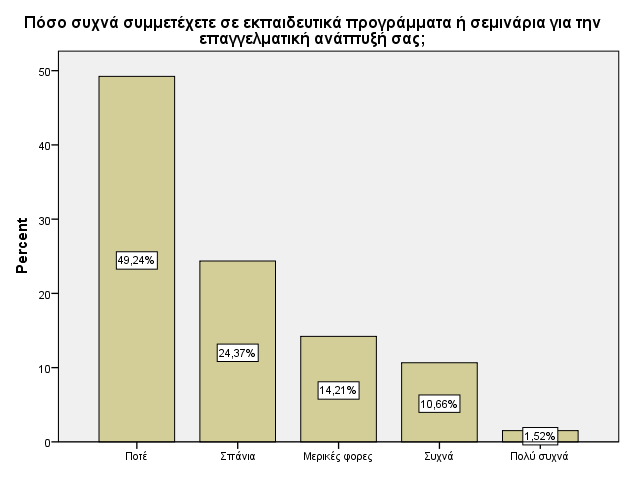 Πόσο συχνά συμμετέχετε σε εκπαιδευτικά προγράμματα ή σεμινάρια για την
επαγγελματική ανάπτυξή σας;
Percent
50
40
30
20
10
0
49,24%
24,37%
14,21%
10,66%
1,52%
Ποτέ
Σπάνια
Μερικές φορες
Συχνά
Πολύ συχνά